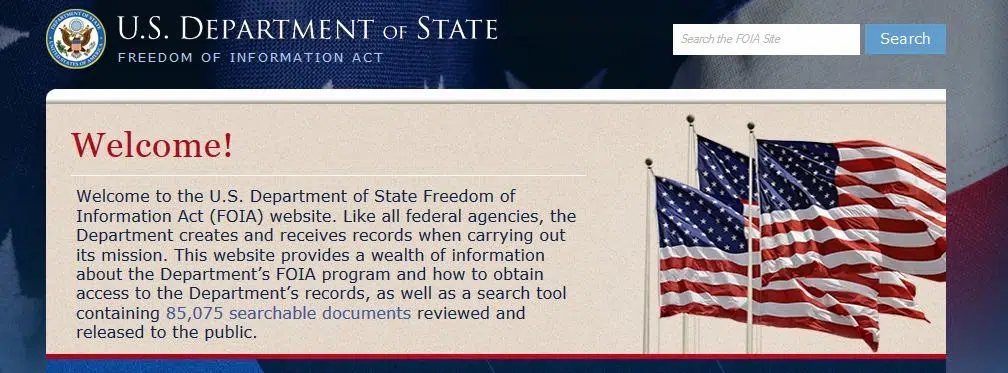 U.S. DEPARTMENT OF STATE
FREEDOM OF INFORMATION ACT
Search the FOIA Site
Search
Welcome!
Welcome to the U.S. Department of State Freedom of
Information Act (FOIA) website. Like all federal agencies, the
Department creates and receives records when carrying out
its mission. This website provides a wealth of information
about the Department’s FOIA program and how to obtain
access to the Department’s records, as well as a search tool
containing 85,075 searchable documents reviewed and
released to the public.